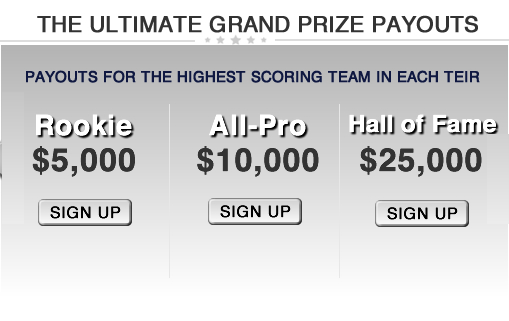 THE ULTIMATE GRAND PRIZE PAYOUTS
PAYOUTS FOR THE HIGHEST SCORING TEAM IN EACH TEIR
Rookie All-Pro Hall of Fame
$5,000 $10,000 $25,000
SIGN UP SIGN UP SIGN UP